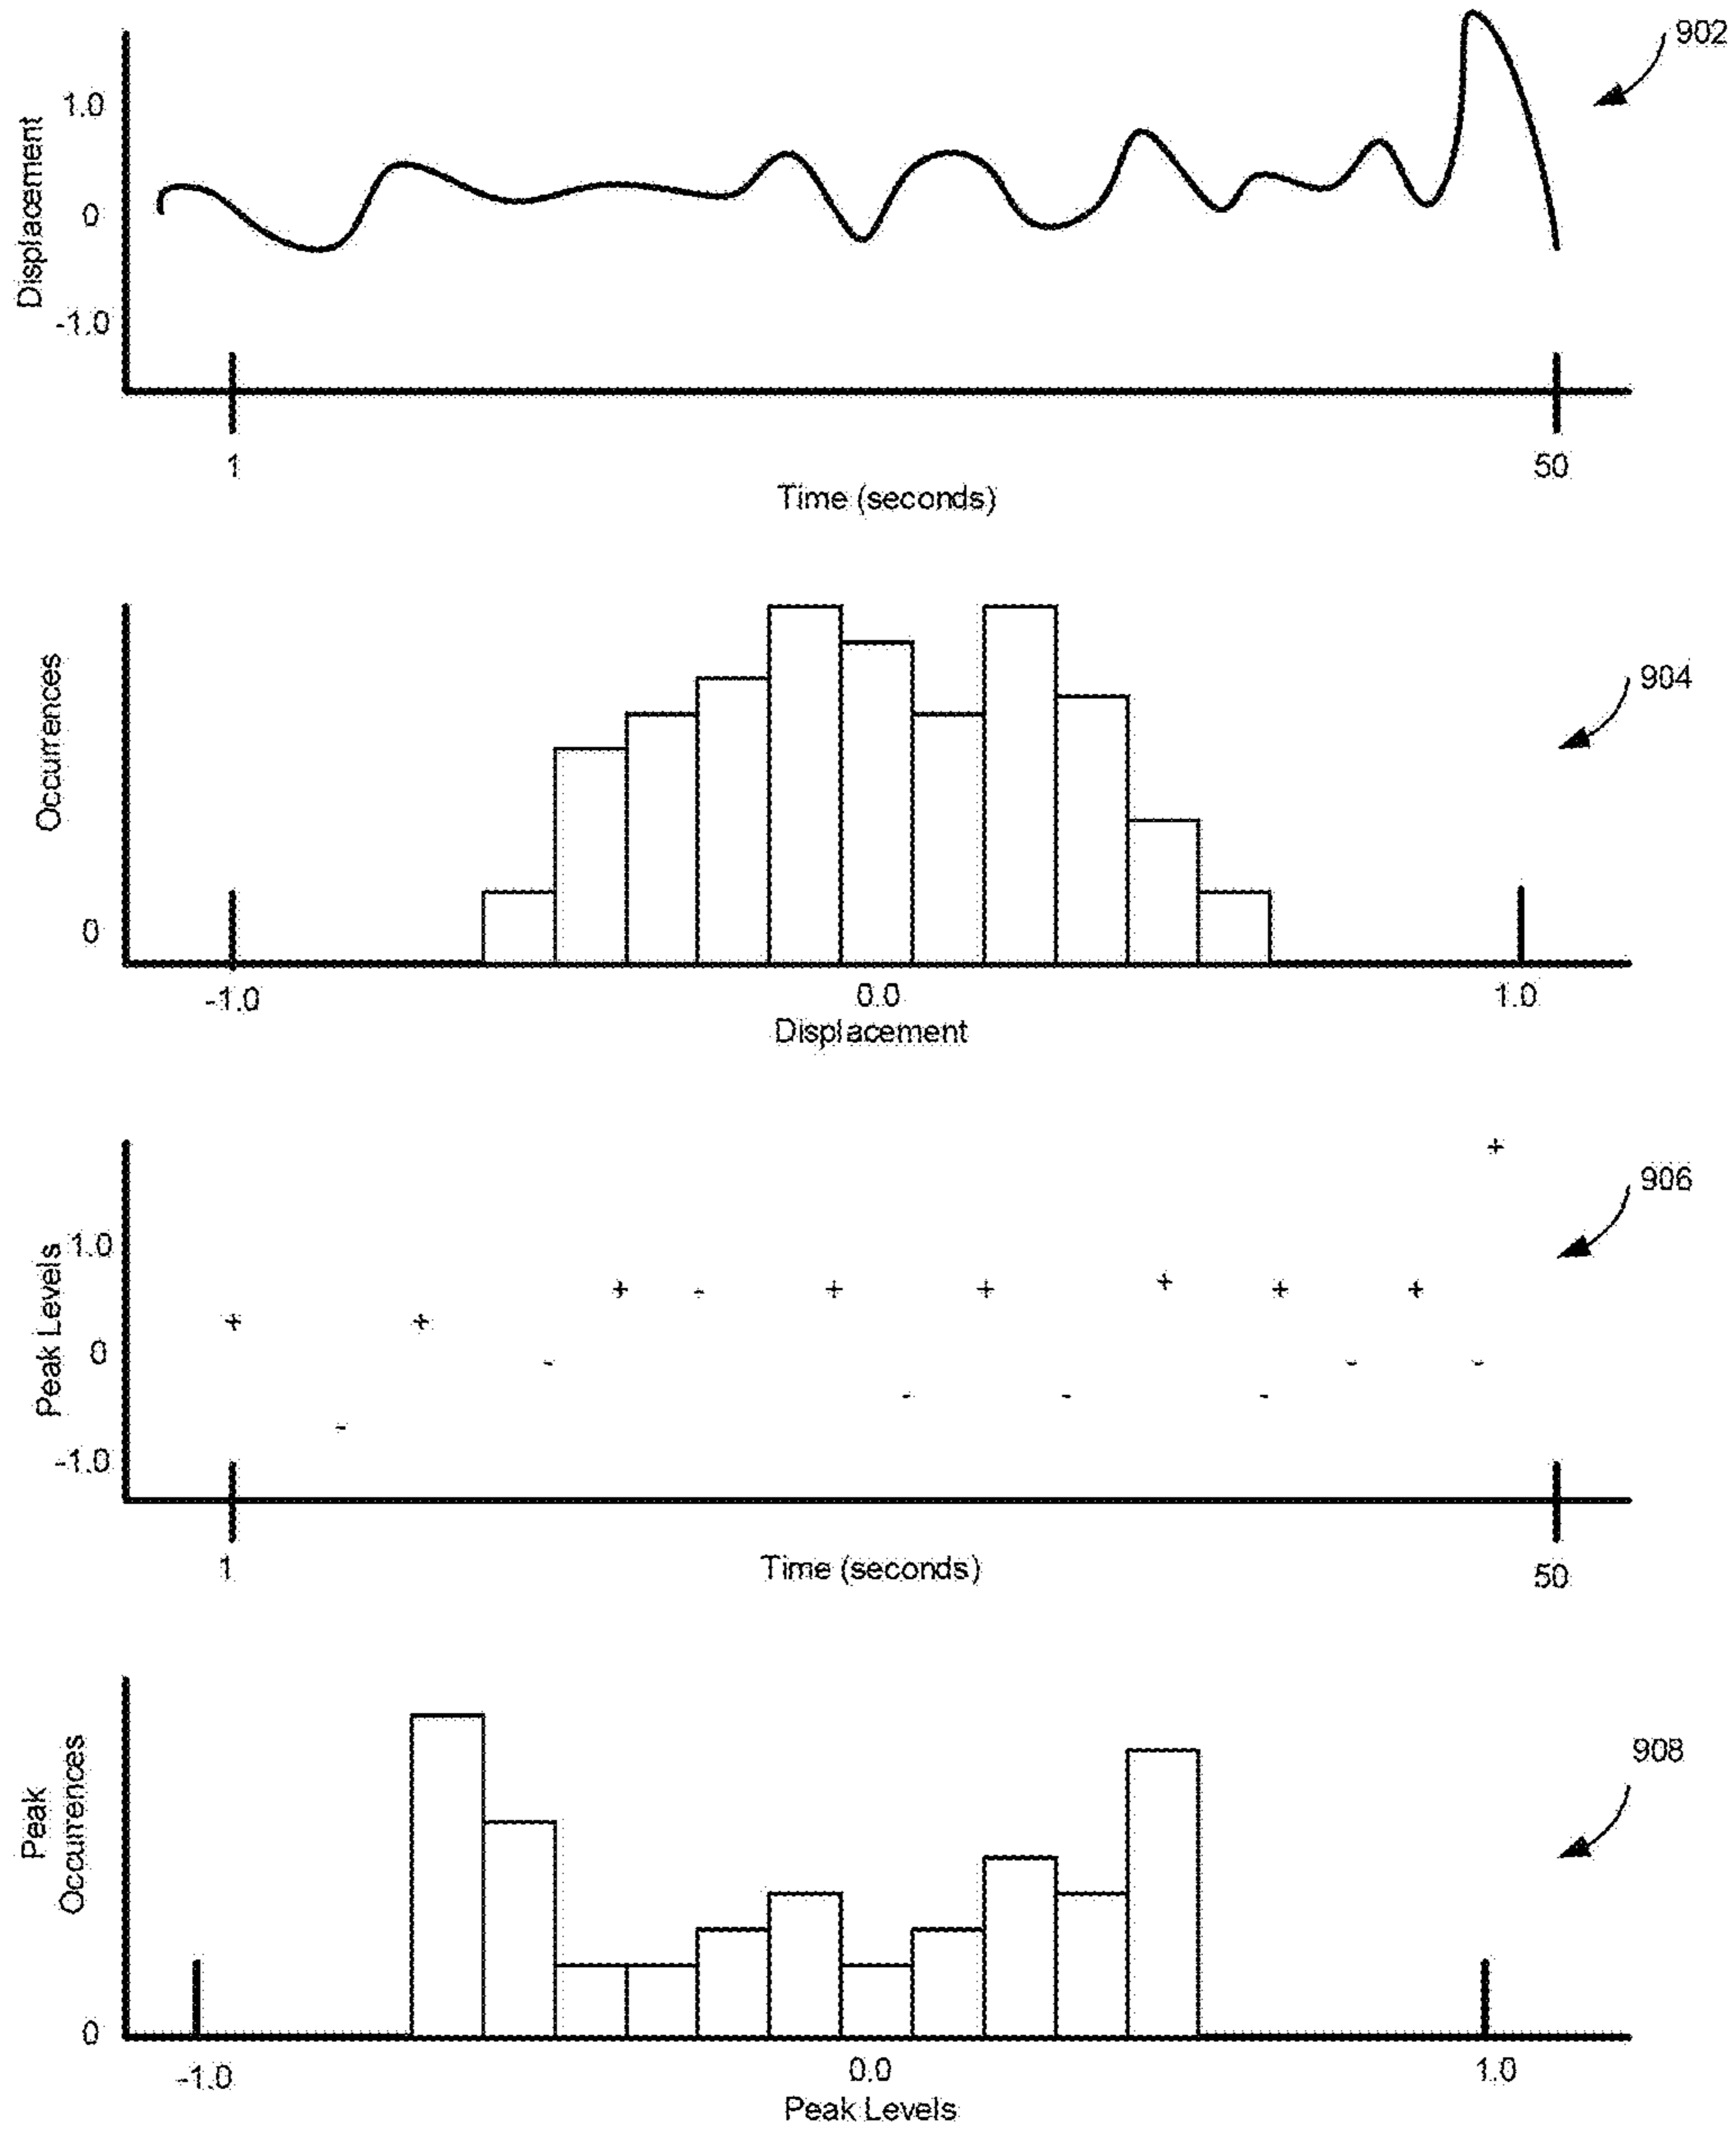 902
1.0
Displacement
0
-1.0
1
50
Time (seconds)
904
Occurrences
0
-1.0
0.0
1.0
Displacement
906
1.0
Peak Levels
0
-1.0
1
50
Time (seconds)
908
Peak
Occurrences
0
-1.0
0.0
1.0
Peak Levels